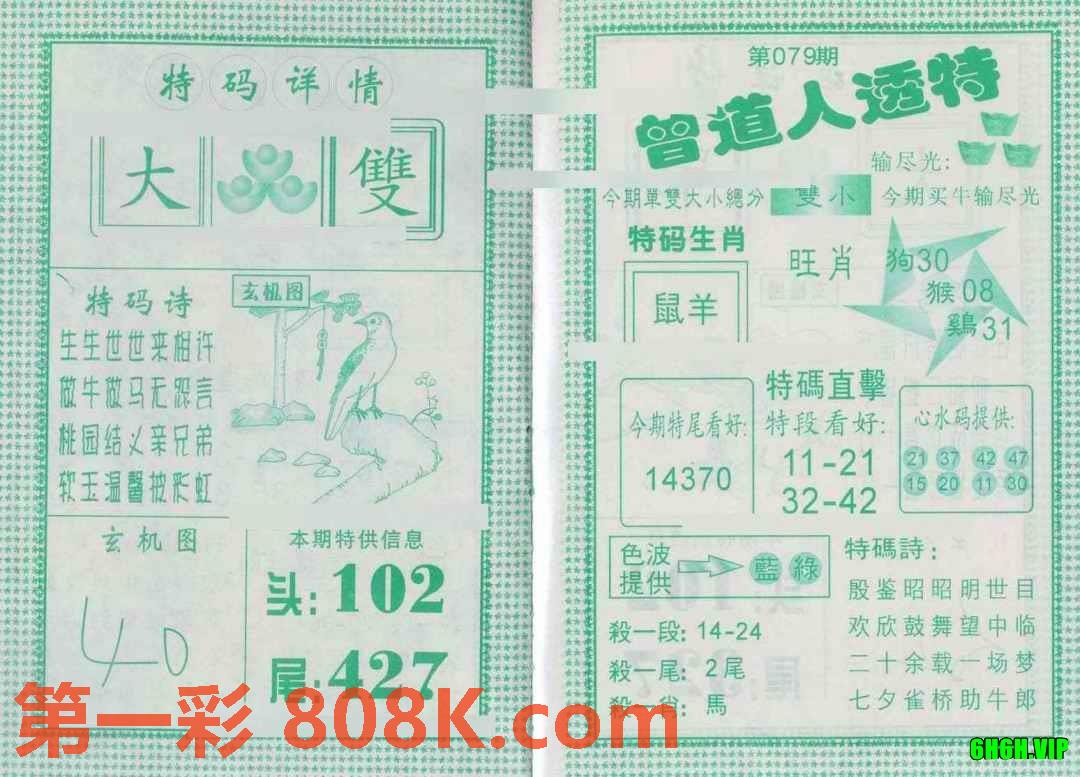 特码详情
大 雙
特码诗
生生世世来相许
做牛做马无怨言
桃园结义亲兄弟
软玉温馨披彩虹
玄机图
玄机图
40
本期特供信息
头:102
尾:427
第079期
曾道人透特
输尽光:
今期單雙大小總分 雙小 今期买牛输尽光
特码生肖
鼠羊
旺肖
狗30
猴08
鷄31
今期特尾看好:
14370
特碼直擊
特段看好:
11-21
32-42
心水码提供:
21 37 42 47
15 20 11 30
色波
提供
藍 綠
殺一段: 14-24
殺一尾: 2尾
殺一肖: 馬
特碼詩:
殷鉴昭昭明世目
欢欣鼓舞望中临
二十余载一场梦
七夕雀桥助牛郎
第一彩 808K.com
6H6H.VIP